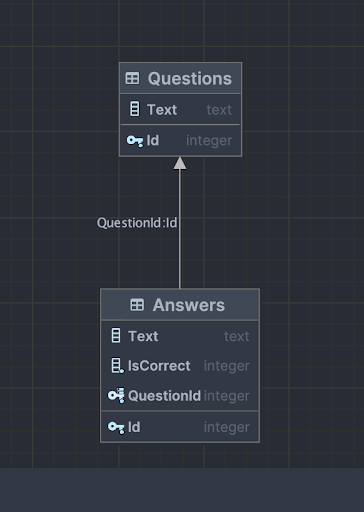 Questions
Text text
Id integer
QuestionId:Id
Answers
Text text
IsCorrect integer
QuestionId integer
Id integer